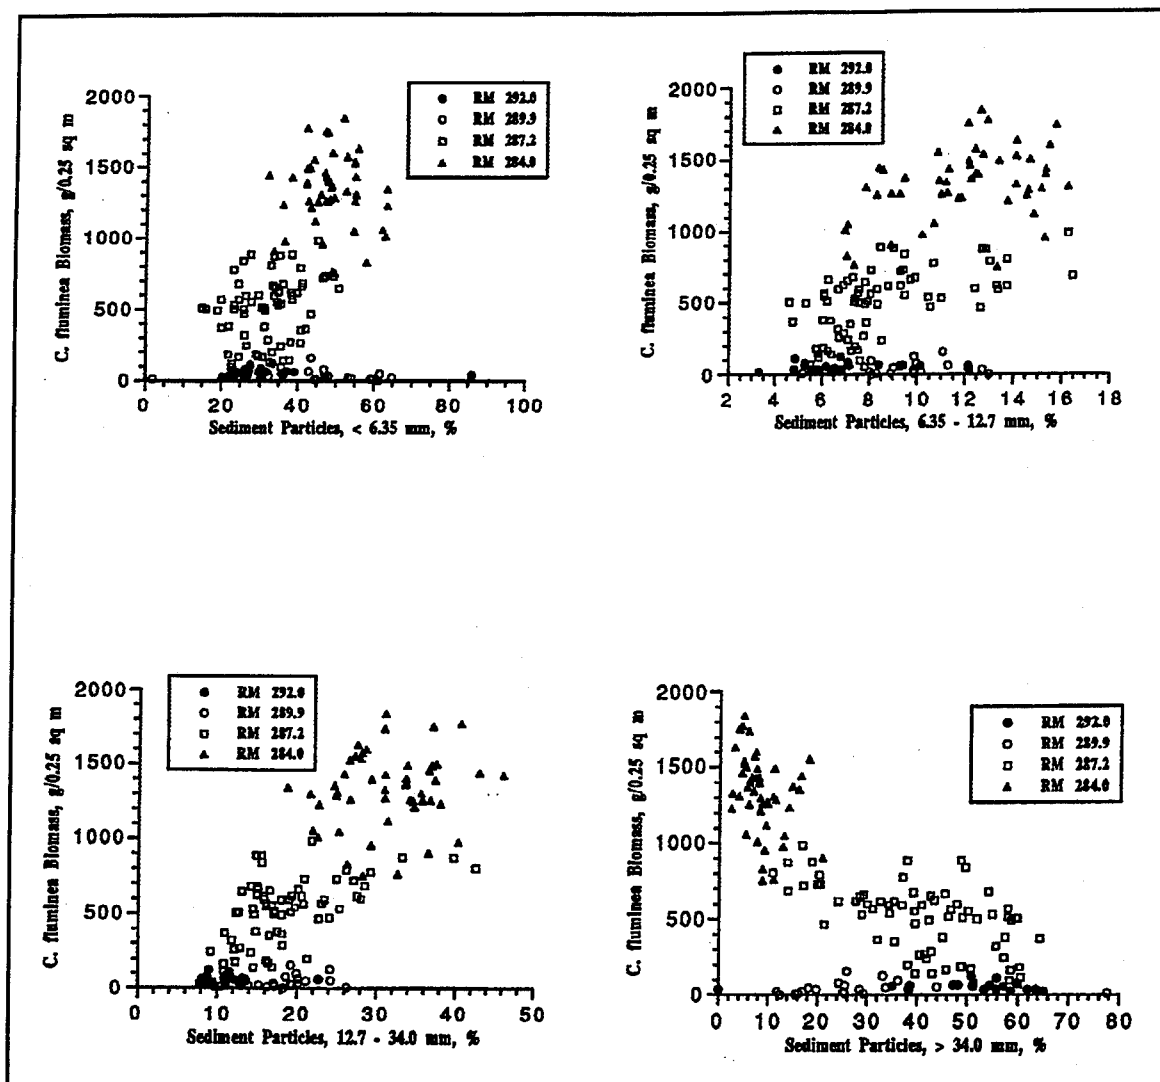 RM 292.0
RM 289.9
RM 287.2
RM 284.0
2000
1500
1000
500
0
C. fluminea Biomass, g/0.25 sq m
0 20 40 60 80 100
Sediment Particles, < 6.35 mm, %
RM 292.0
RM 289.9
RM 287.2
RM 284.0
2000
1500
1000
500
0
C. fluminea Biomass, g/0.25 sq m
2 4 6 8 10 12 14 16 18
Sediment Particles, 6.35 - 12.7 mm, %
RM 292.0
RM 289.9
RM 287.2
RM 284.0
2000
1500
1000
500
0
C. fluminea Biomass, g/0.25 sq m
0 10 20 30 40 50
Sediment Particles, 12.7 - 34.0 mm, %
RM 292.0
RM 289.9
RM 287.2
RM 284.0
2000
1500
1000
500
0
C. fluminea Biomass, g/0.25 sq m
0 10 20 30 40 50 60 70 80
Sediment Particles, > 34.0 mm, %